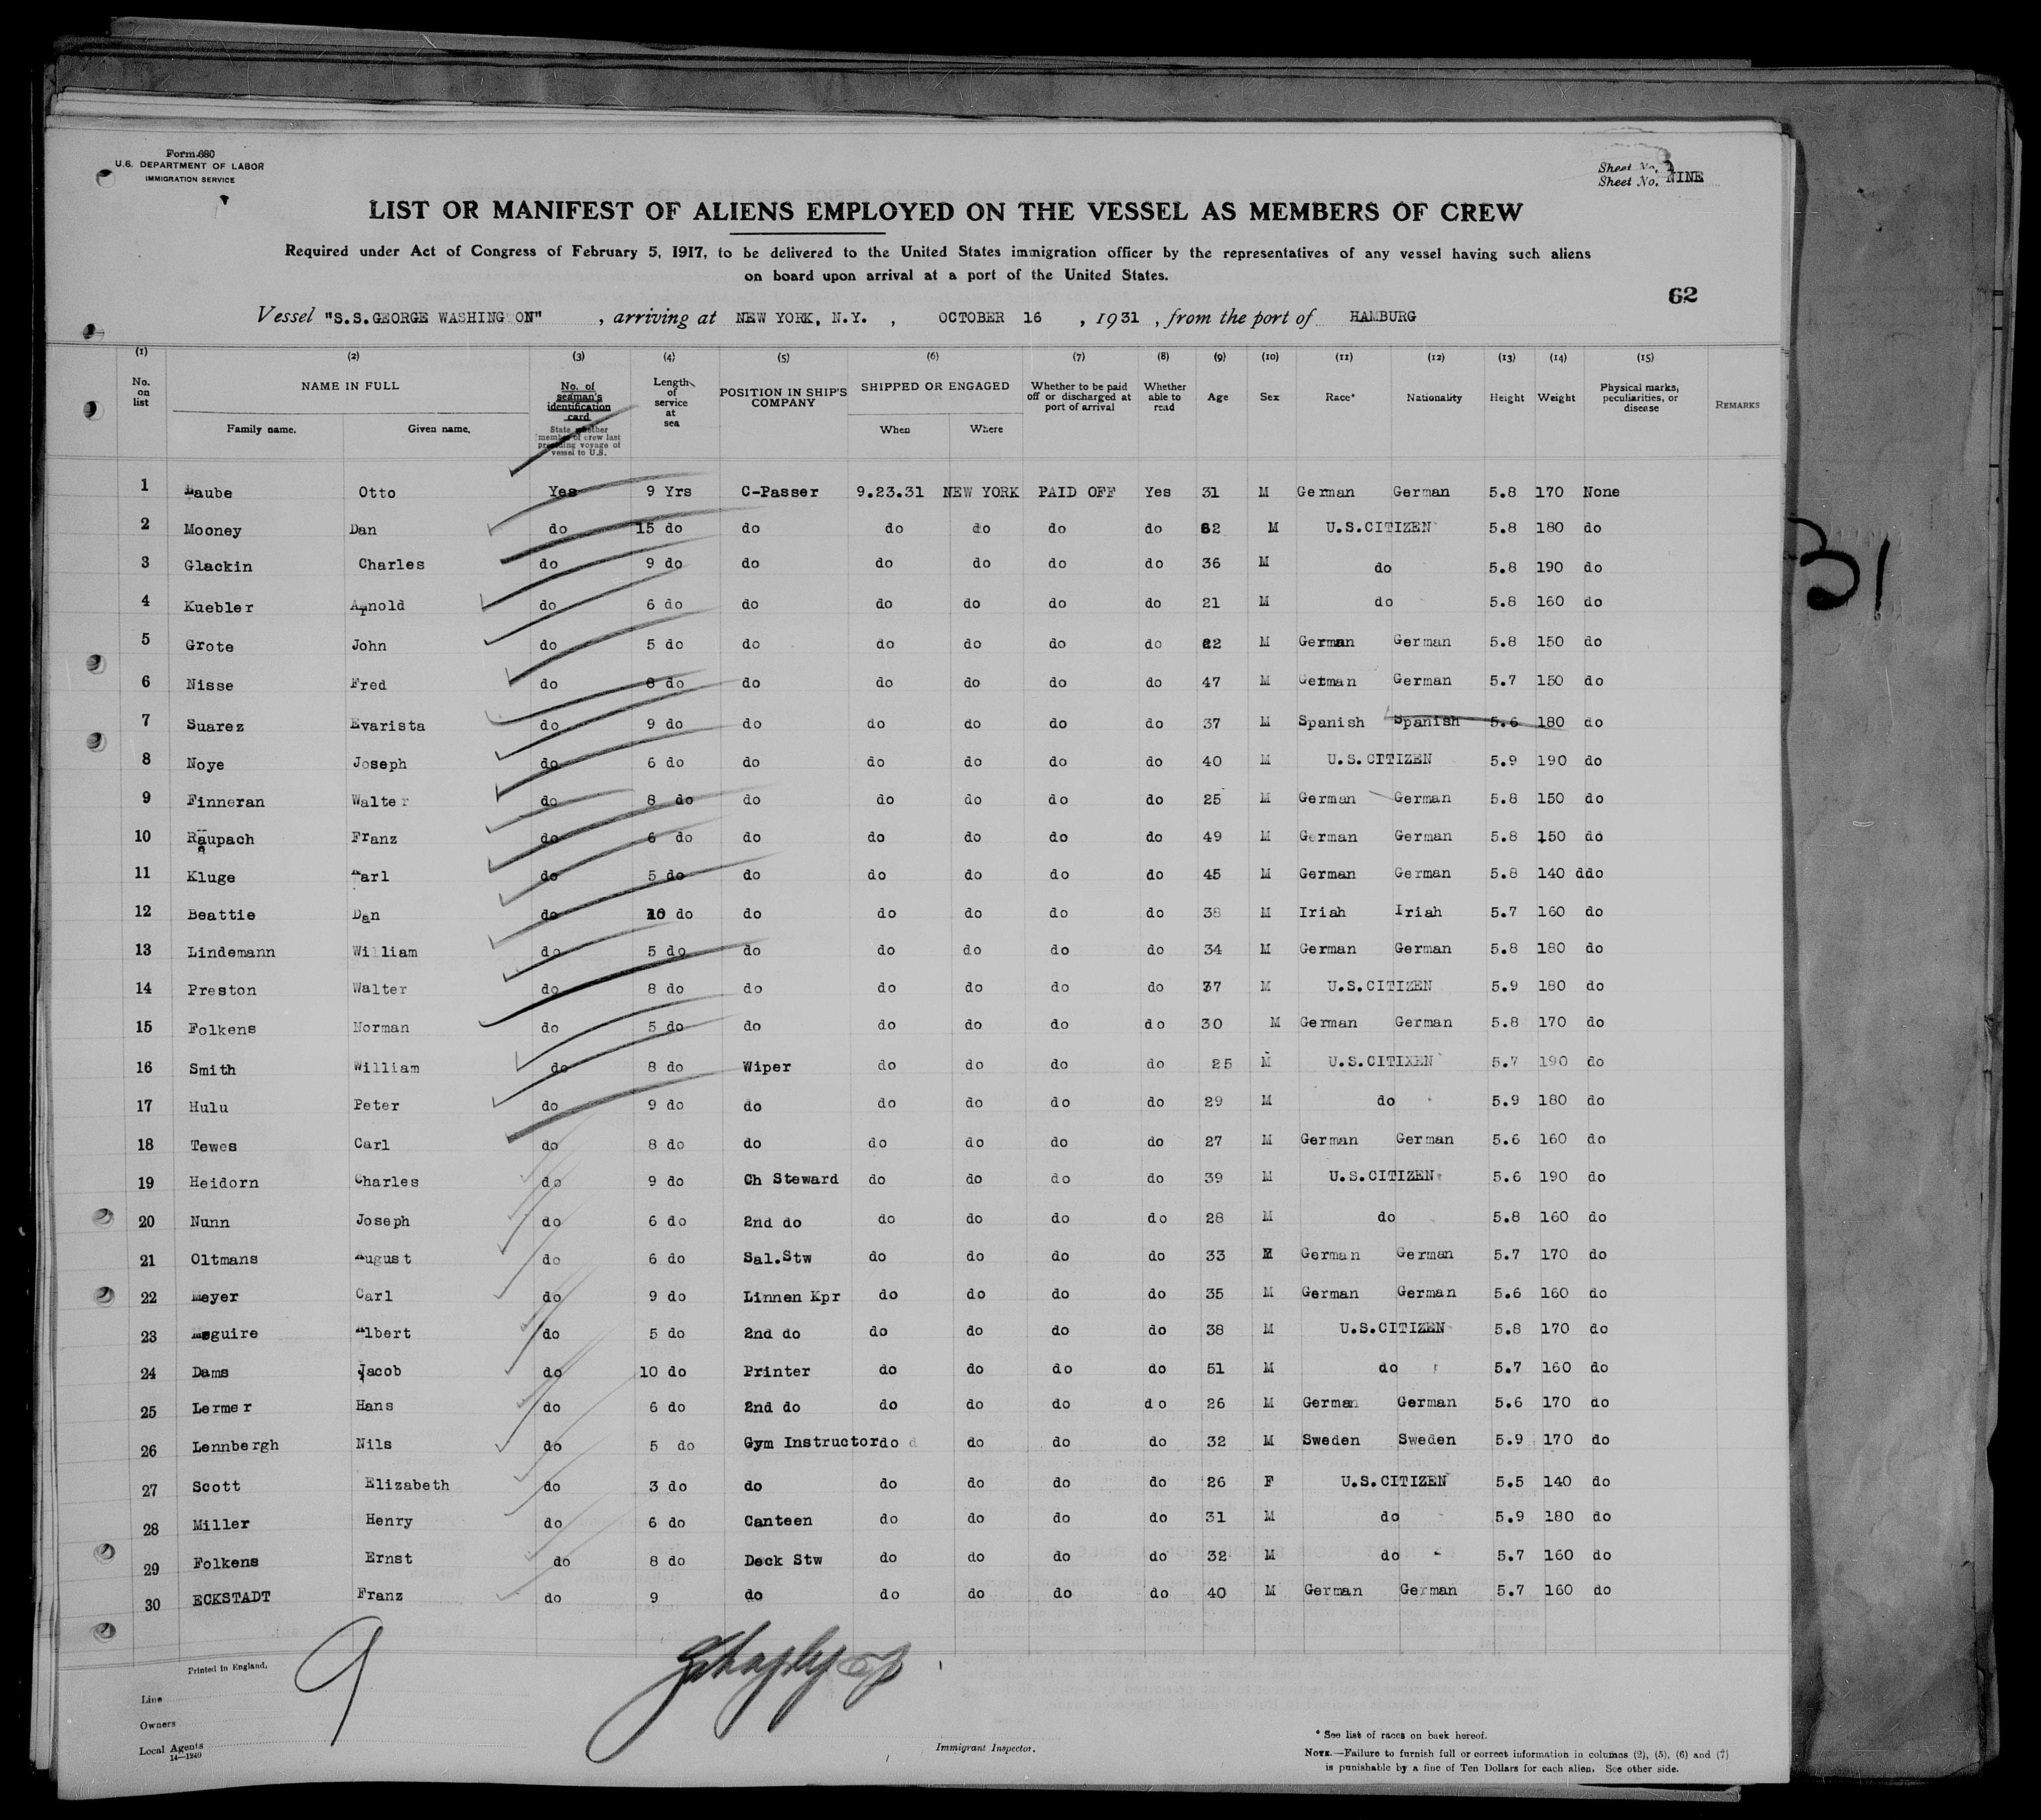 Form 680
U.S. DEPARTMENT OF LABOR
IMMIGRATION SERVICE
Sheet No.
Sheet No. NINE
LIST OR MANIFEST OF ALIENS EMPLOYED ON THE VESSEL AS MEMBERS OF CREW
Required under Act of Congress of February 5, 1917, to be delivered to the United States immigration officer by the representatives of any vessel having such aliens
on board upon arrival at a port of the United States.
62
Vessel "S.S.GEORGE WASHINGTON" , arriving at NEW YORK, N.Y. , OCTOBER 16 , 1931 , from the port of HAMBURG
(1) (2) (3) (4) (5) (6) (7) (8) (9) (10) (11) (12) (13) (14) (15)
No. on list NAME IN FULL Family name. Given name. No. of seaman's identification card State whether member of crew last preceding voyage of vessel to U.S. Length of service at sea POSITION IN SHIP'S COMPANY SHIPPED OR ENGAGED When Where Whether to be paid off or discharged at port of arrival Whether able to read Age Sex Race* Nationality Height Weight Physical marks, peculiarities, or disease REMARKS
1 Laube Otto Yes 9 Yrs C-Passer 9.23.31 NEW YORK PAID OFF Yes 31 M German German 5.8 170 None
2 Mooney Dan do 15 do do do do do do 62 M U.S.CITIZEN 5.8 180 do
3 Glackin Charles do 9 do do do do do do 36 M do 5.8 190 do
4 Kuebler Arnold do 6 do do do do do do 21 M do 5.8 160 do
5 Grote John do 5 do do do do do do 22 M German German 5.8 150 do
6 Nisse Fred do 8 do do do do do do 47 M German German 5.7 150 do
7 Suarez Evarista do 9 do do do do do do 37 M Spanish Spanish 5.6 180 do
8 Noye Joseph do 6 do do do do do do 40 M U.S.CITIZEN 5.9 190 do
9 Finneran Walter do 8 do do do do do do 25 M German German 5.8 150 do
10 Raupach Franz do 6 do do do do do do 49 M German German 5.8 150 do
11 Kluge Karl do 5 do do do do do do 45 M German German 5.8 140 ddo
12 Beattie Dan do 10 do do do do do do 38 M Iriah Iriah 5.7 160 do
13 Lindemann William do 5 do do do do do do 34 M German German 5.8 180 do
14 Preston Walter do 8 do do do do do do 37 M U.S.CITIZEN 5.9 180 do
15 Folkens Norman do 5 do do do do do do 30 M German German 5.8 170 do
16 Smith William do 8 do Wiper do do do do 25 M U.S.CITIXEN 5.7 190 do
17 Hulu Peter do 9 do do do do do do 29 M do 5.9 180 do
18 Tewes Carl do 8 do do do do do do 27 M German German 5.6 160 do
19 Heidorn Charles do 9 do Ch Steward do do do do 39 M U.S.CITIZEN 5.6 190 do
20 Nunn Joseph do 6 do 2nd do do do do do 28 M do 5.8 160 do
21 Oltmans August do 6 do Sal.Stw do do do do 33 M German German 5.7 170 do
22 Meyer Carl do 9 do Linnen Kpr do do do do 35 M German German 5.6 160 do
23 Albert do 5 do 2nd do do do do do 38 M U.S.CITIZEN 5.8 170 do
24 Dams Jacob do 10 do Printer do do do do 51 M do 5.7 160 do
25 Lermer Hans do 6 do 2nd do do do do do 26 M German German 5.6 170 do
26 Lennbergh Nils do 5 do Gym Instructor do do do do 32 M Sweden Sweden 5.9 170 do
27 Scott Elizabeth do 3 do do do do do do 26 F U.S.CITIZEN 5.5 140 do
28 Miller Henry do 6 do Canteen do do do do 31 M do 5.9 180 do
29 Folkens Ernst do 8 do Deck Stw do do do do 32 M do 5.7 160 do
30 ECKSTADT Franz do 9 do do do do do 40 M German German 5.7 160 do
9
Printed in England.
Line
Owners
Local Agents
14—1240
Immigrant Inspector.
* See list of races on back hereof.
NOTE.—Failure to furnish full or correct information in columns (2), (5), (6) and (7)
is punishable by a fine of Ten Dollars for each alien. See other side.
31